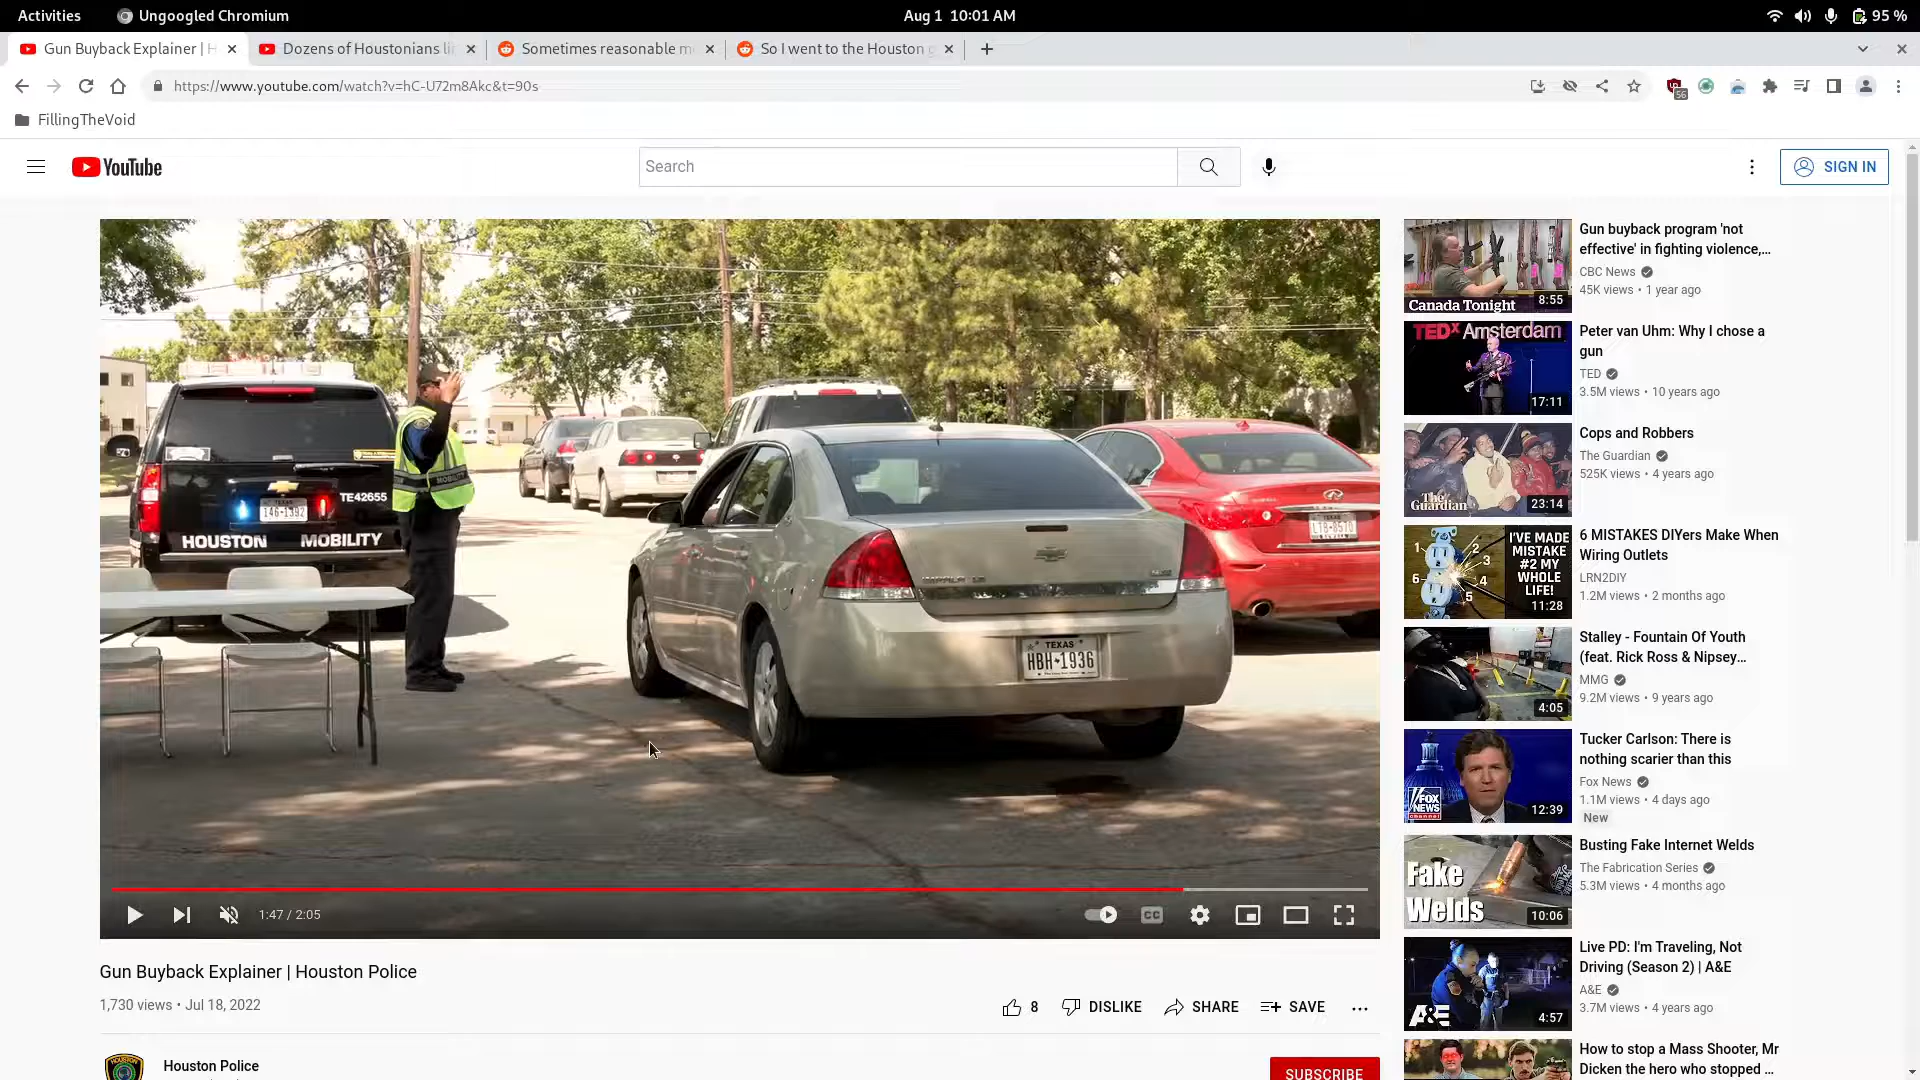 Activities
Ungoogled Chromium
Aug 1 10:01 AM
95 %
Gun Buyback Explainer | H
Dozens of Houstonians li
Sometimes reasonable m
So I went to the Houston g
https://www.youtube.com/watch?v=hC-U72m8Akc&t=90s
56
FillingTheVoid
YouTube
Search
SIGN IN
TE42655
TEXAS
146-1392
HOUSTON MOBILITY
MOBILITY
TEXAS
HBH-1936
1:47 / 2:05
CC
Gun Buyback Explainer | Houston Police
1,730 views • Jul 18, 2022
8
DISLIKE
SHARE
SAVE
Houston Police
SUBSCRIBE
Canada Tonight
8:55
Gun buyback program 'not
effective' in fighting violence,...
CBC News
45K views • 1 year ago
TEDx Amsterdam
17:11
Peter van Uhm: Why I chose a
gun
TED
3.5M views • 10 years ago
The Guardian
23:14
Cops and Robbers
The Guardian
525K views • 4 years ago
1
2
3
4
5
6
I'VE MADE
MISTAKE
#2 MY
WHOLE
LIFE!
11:28
6 MISTAKES DIYers Make When
Wiring Outlets
LRN2DIY
1.2M views • 2 months ago
4:05
Stalley - Fountain Of Youth
(feat. Rick Ross & Nipsey...
MMG
9.2M views • 9 years ago
FOX NEWS channel
12:39
Tucker Carlson: There is
nothing scarier than this
Fox News
1.1M views • 4 days ago
New
Fake
Welds
10:06
Busting Fake Internet Welds
The Fabrication Series
5.3M views • 4 months ago
A&E
4:57
Live PD: I'm Traveling, Not
Driving (Season 2) | A&E
A&E
3.7M views • 4 years ago
How to stop a Mass Shooter, Mr
Dicken the hero who stopped ...